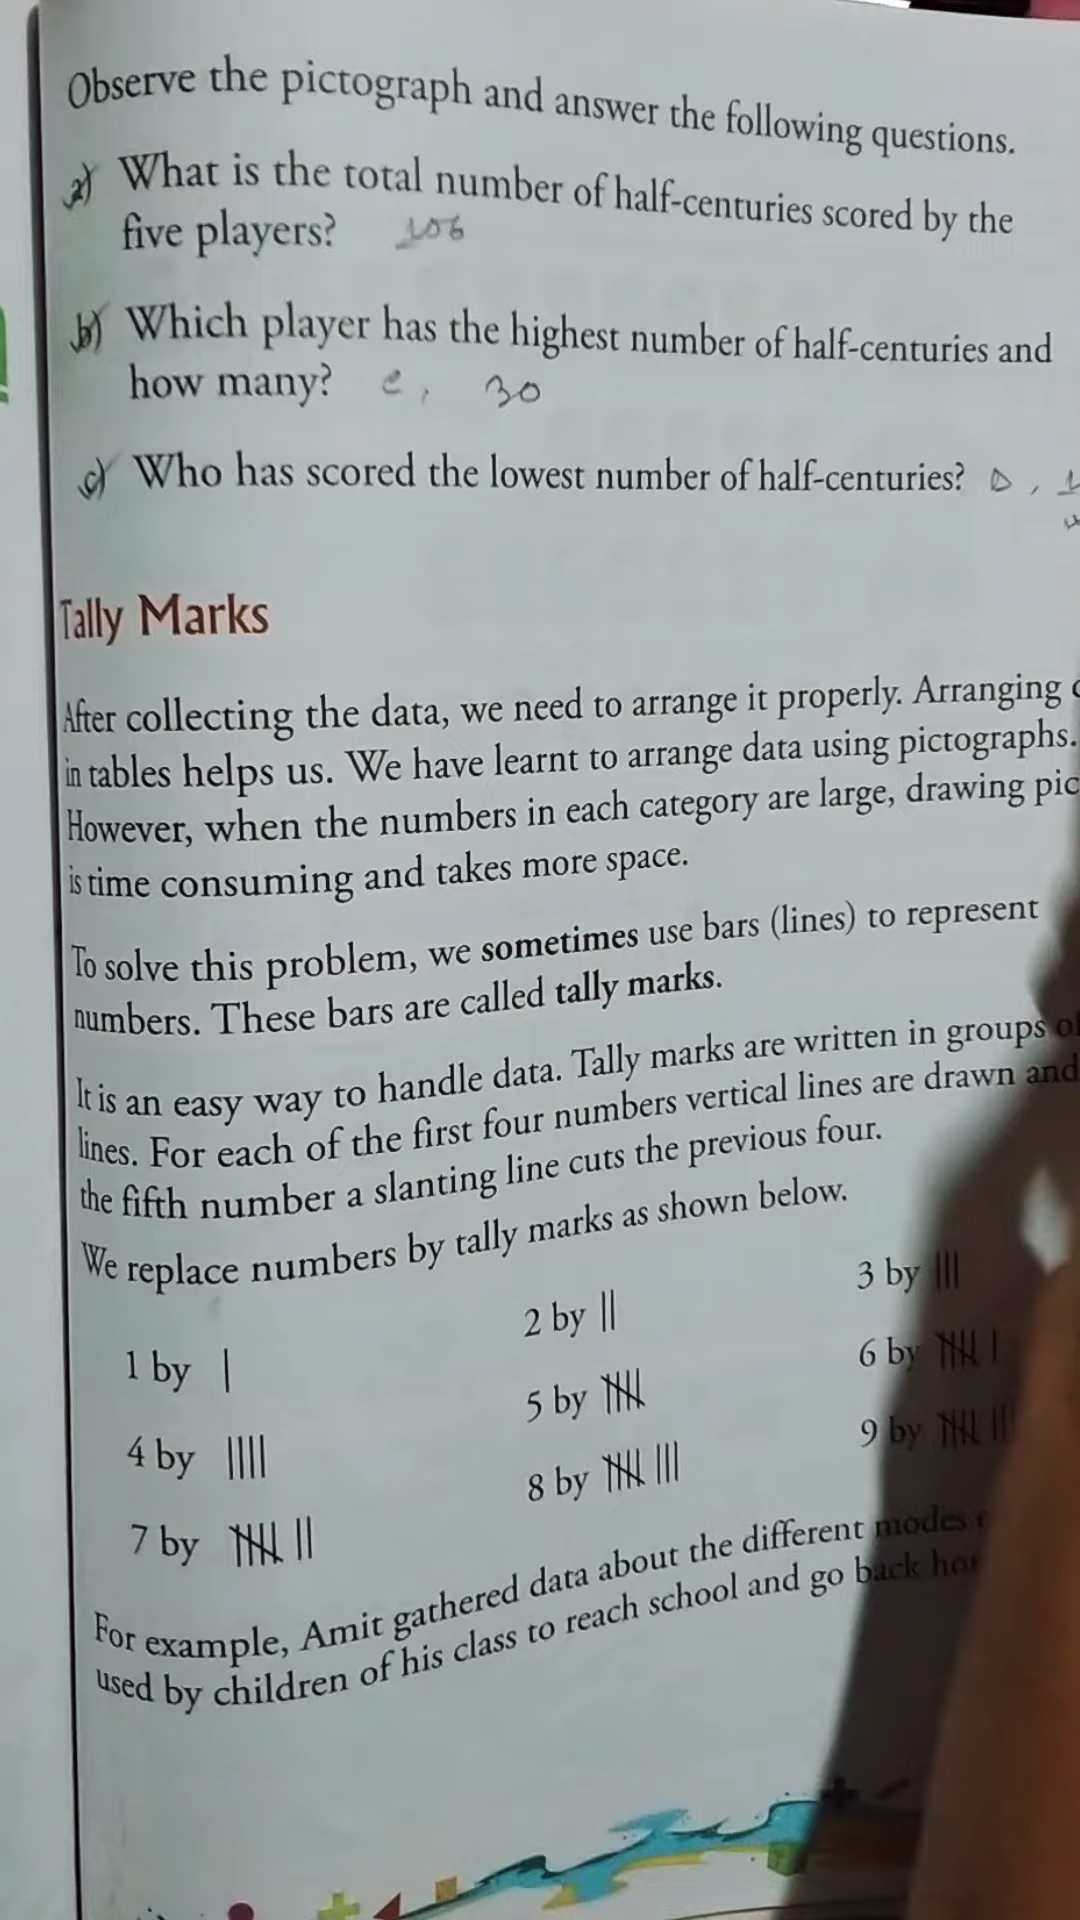 Observe the pictograph and answer the following questions.
a) What is the total number of half-centuries scored by the
five players? 106
b) Which player has the highest number of half-centuries and
how many? e, 30
c) Who has scored the lowest number of half-centuries? D,
Tally Marks
After collecting the data, we need to arrange it properly. Arranging
in tables helps us. We have learnt to arrange data using pictographs.
However, when the numbers in each category are large, drawing pic
is time consuming and takes more space.
To solve this problem, we sometimes use bars (lines) to represent
numbers. These bars are called tally marks.
It is an easy way to handle data. Tally marks are written in groups of
lines. For each of the first four numbers vertical lines are drawn and
the fifth number a slanting line cuts the previous four.
We replace numbers by tally marks as shown below.
1 by | 2 by || 3 by |||
4 by |||| 5 by 𝍸 6 by 𝍸 |
7 by 𝍸 || 8 by 𝍸 ||| 9 by 𝍸
For example, Amit gathered data about the different modes
used by children of his class to reach school and go back